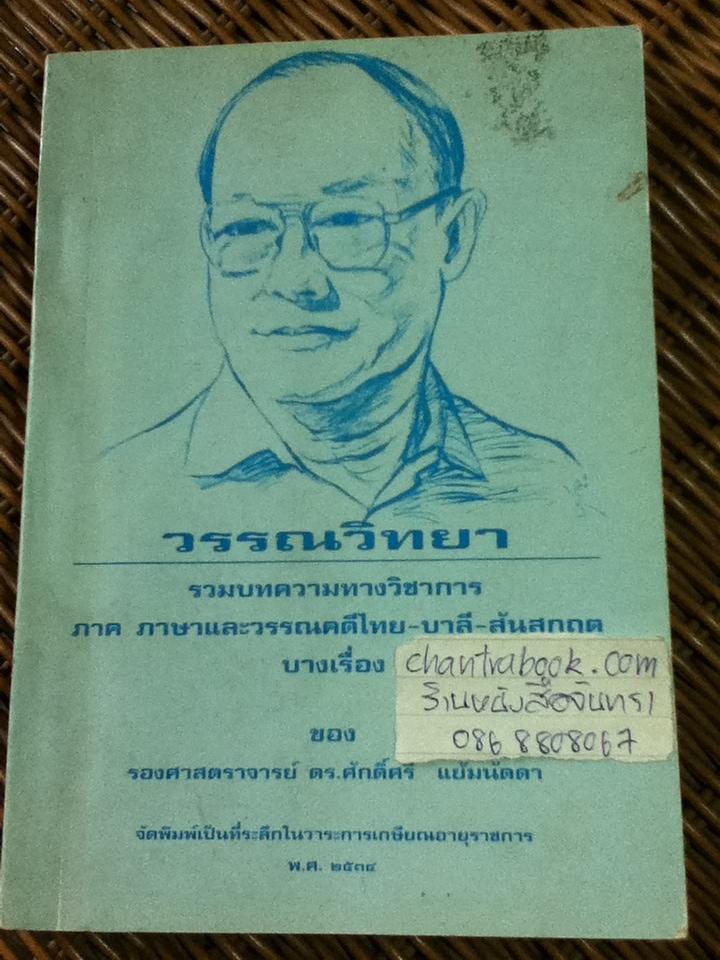 วรรณวิทยา
รวมบทความทางวิชาการ
ภาค ภาษาและวรรณคดีไทย-บาลี-สันสกฤต
บางเรื่อง
chantrabook.com
ร้านหนังสือจันทรา
086 8808067
ของ
รองศาสตราจารย์ ดร.ศักดิ์ศรี แย้มนัดดา
จัดพิมพ์เป็นที่ระลึกในวาระการเกษียณอายุราชการ
พ.ศ. ๒๕๓๔